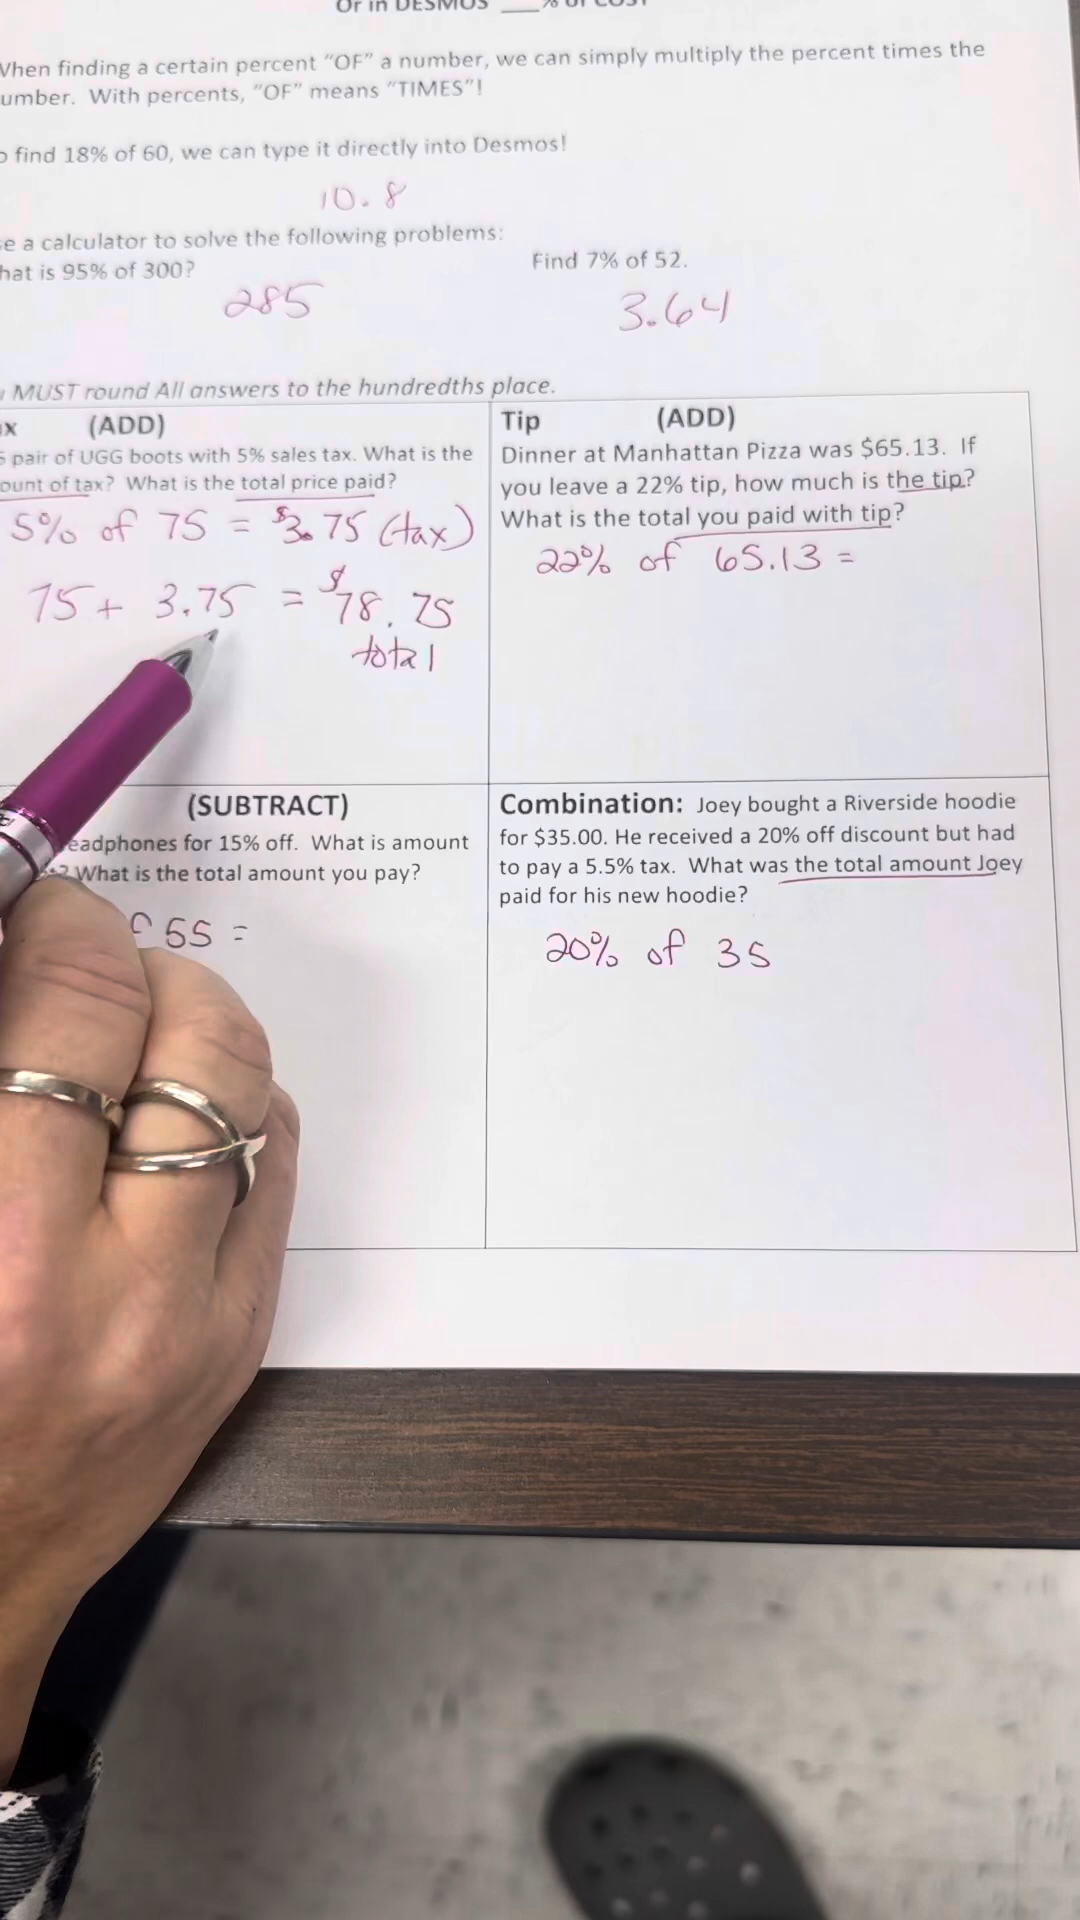 Or in DESMOS ___% of COST
When finding a certain percent "OF" a number, we can simply multiply the percent times the
umber. With percents, "OF" means "TIMES"!
o find 18% of 60, we can type it directly into Desmos!
10.8
se a calculator to solve the following problems:
hat is 95% of 300?
Find 7% of 52.
285
3.64
MUST round All answers to the hundredths place.
ax (ADD)
5 pair of UGG boots with 5% sales tax. What is the
ount of tax? What is the total price paid?
5% of 75 = $3.75 (tax)
75 + 3.75 = $78.75
total
Tip (ADD)
Dinner at Manhattan Pizza was $65.13. If
you leave a 22% tip, how much is the tip?
What is the total you paid with tip?
22% of 65.13 =
(SUBTRACT)
eadphones for 15% off. What is amount
? What is the total amount you pay?
f 55 =
Combination: Joey bought a Riverside hoodie
for $35.00. He received a 20% off discount but had
to pay a 5.5% tax. What was the total amount Joey
paid for his new hoodie?
20% of 35